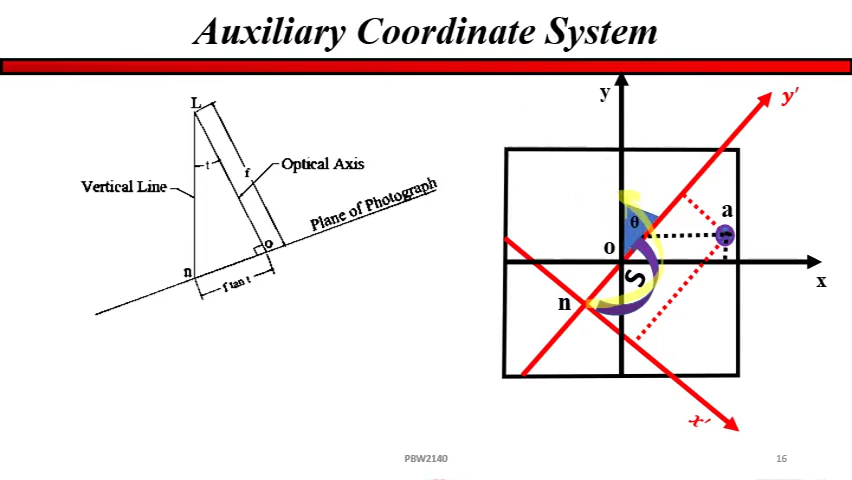 Auxiliary Coordinate System
L
t
f
Optical Axis
Vertical Line
Plane of Photograph
n
o
f tan t
y
y'
a
θ
o
x
S
n
x'
PBW2140
16